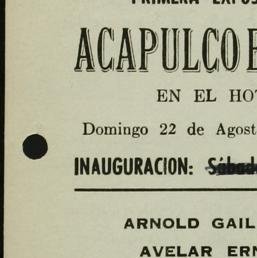 PRIMERA EXPOS
ACAPULCO E
EN EL HOT
Domingo 22 de Agost
INAUGURACION: Sábad
ARNOLD GAIL
AVELAR ERN